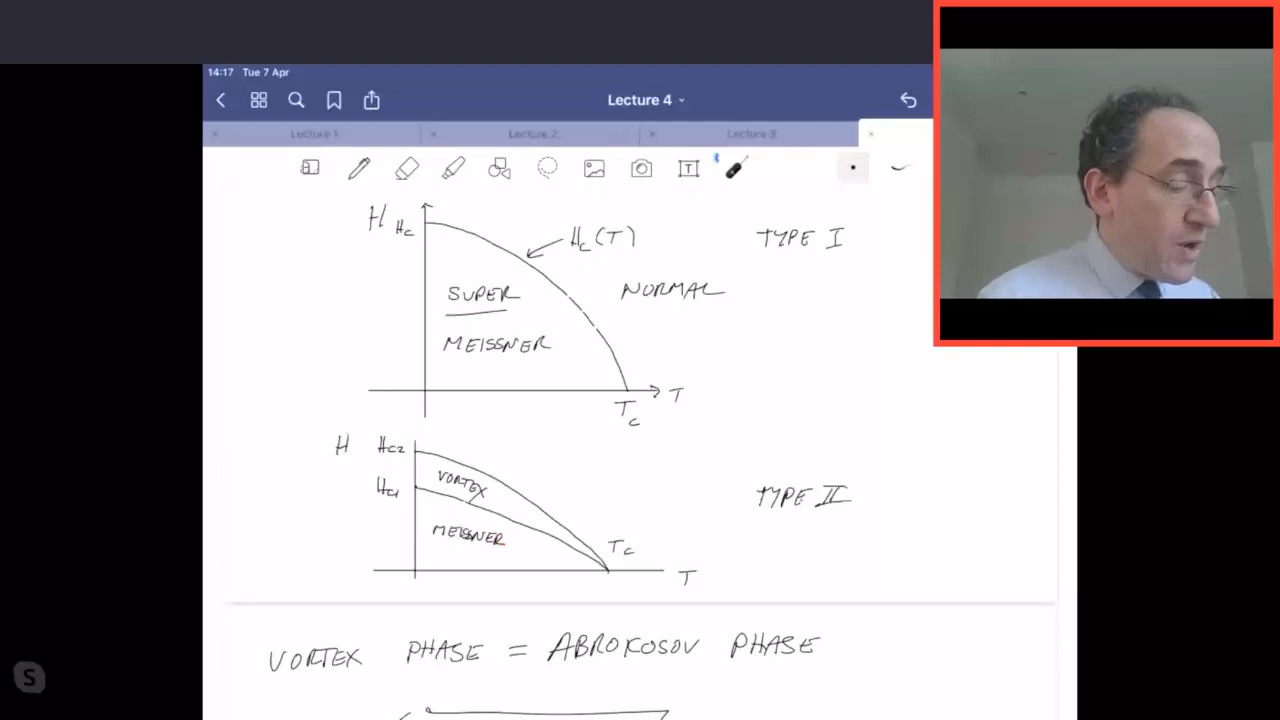 14:17 Tue 7 Apr
Lecture 4
Lecture 1
Lecture 2
Lecture 3
T
H
Hc
Hc(T)
TYPE I
SUPER
NORMAL
MEISSNER
T
Tc
H
Hc2
VORTEX
Hc1
TYPE II
MEISSNER
Tc
T
VORTEX PHASE = ABROKOSOV PHASE
S